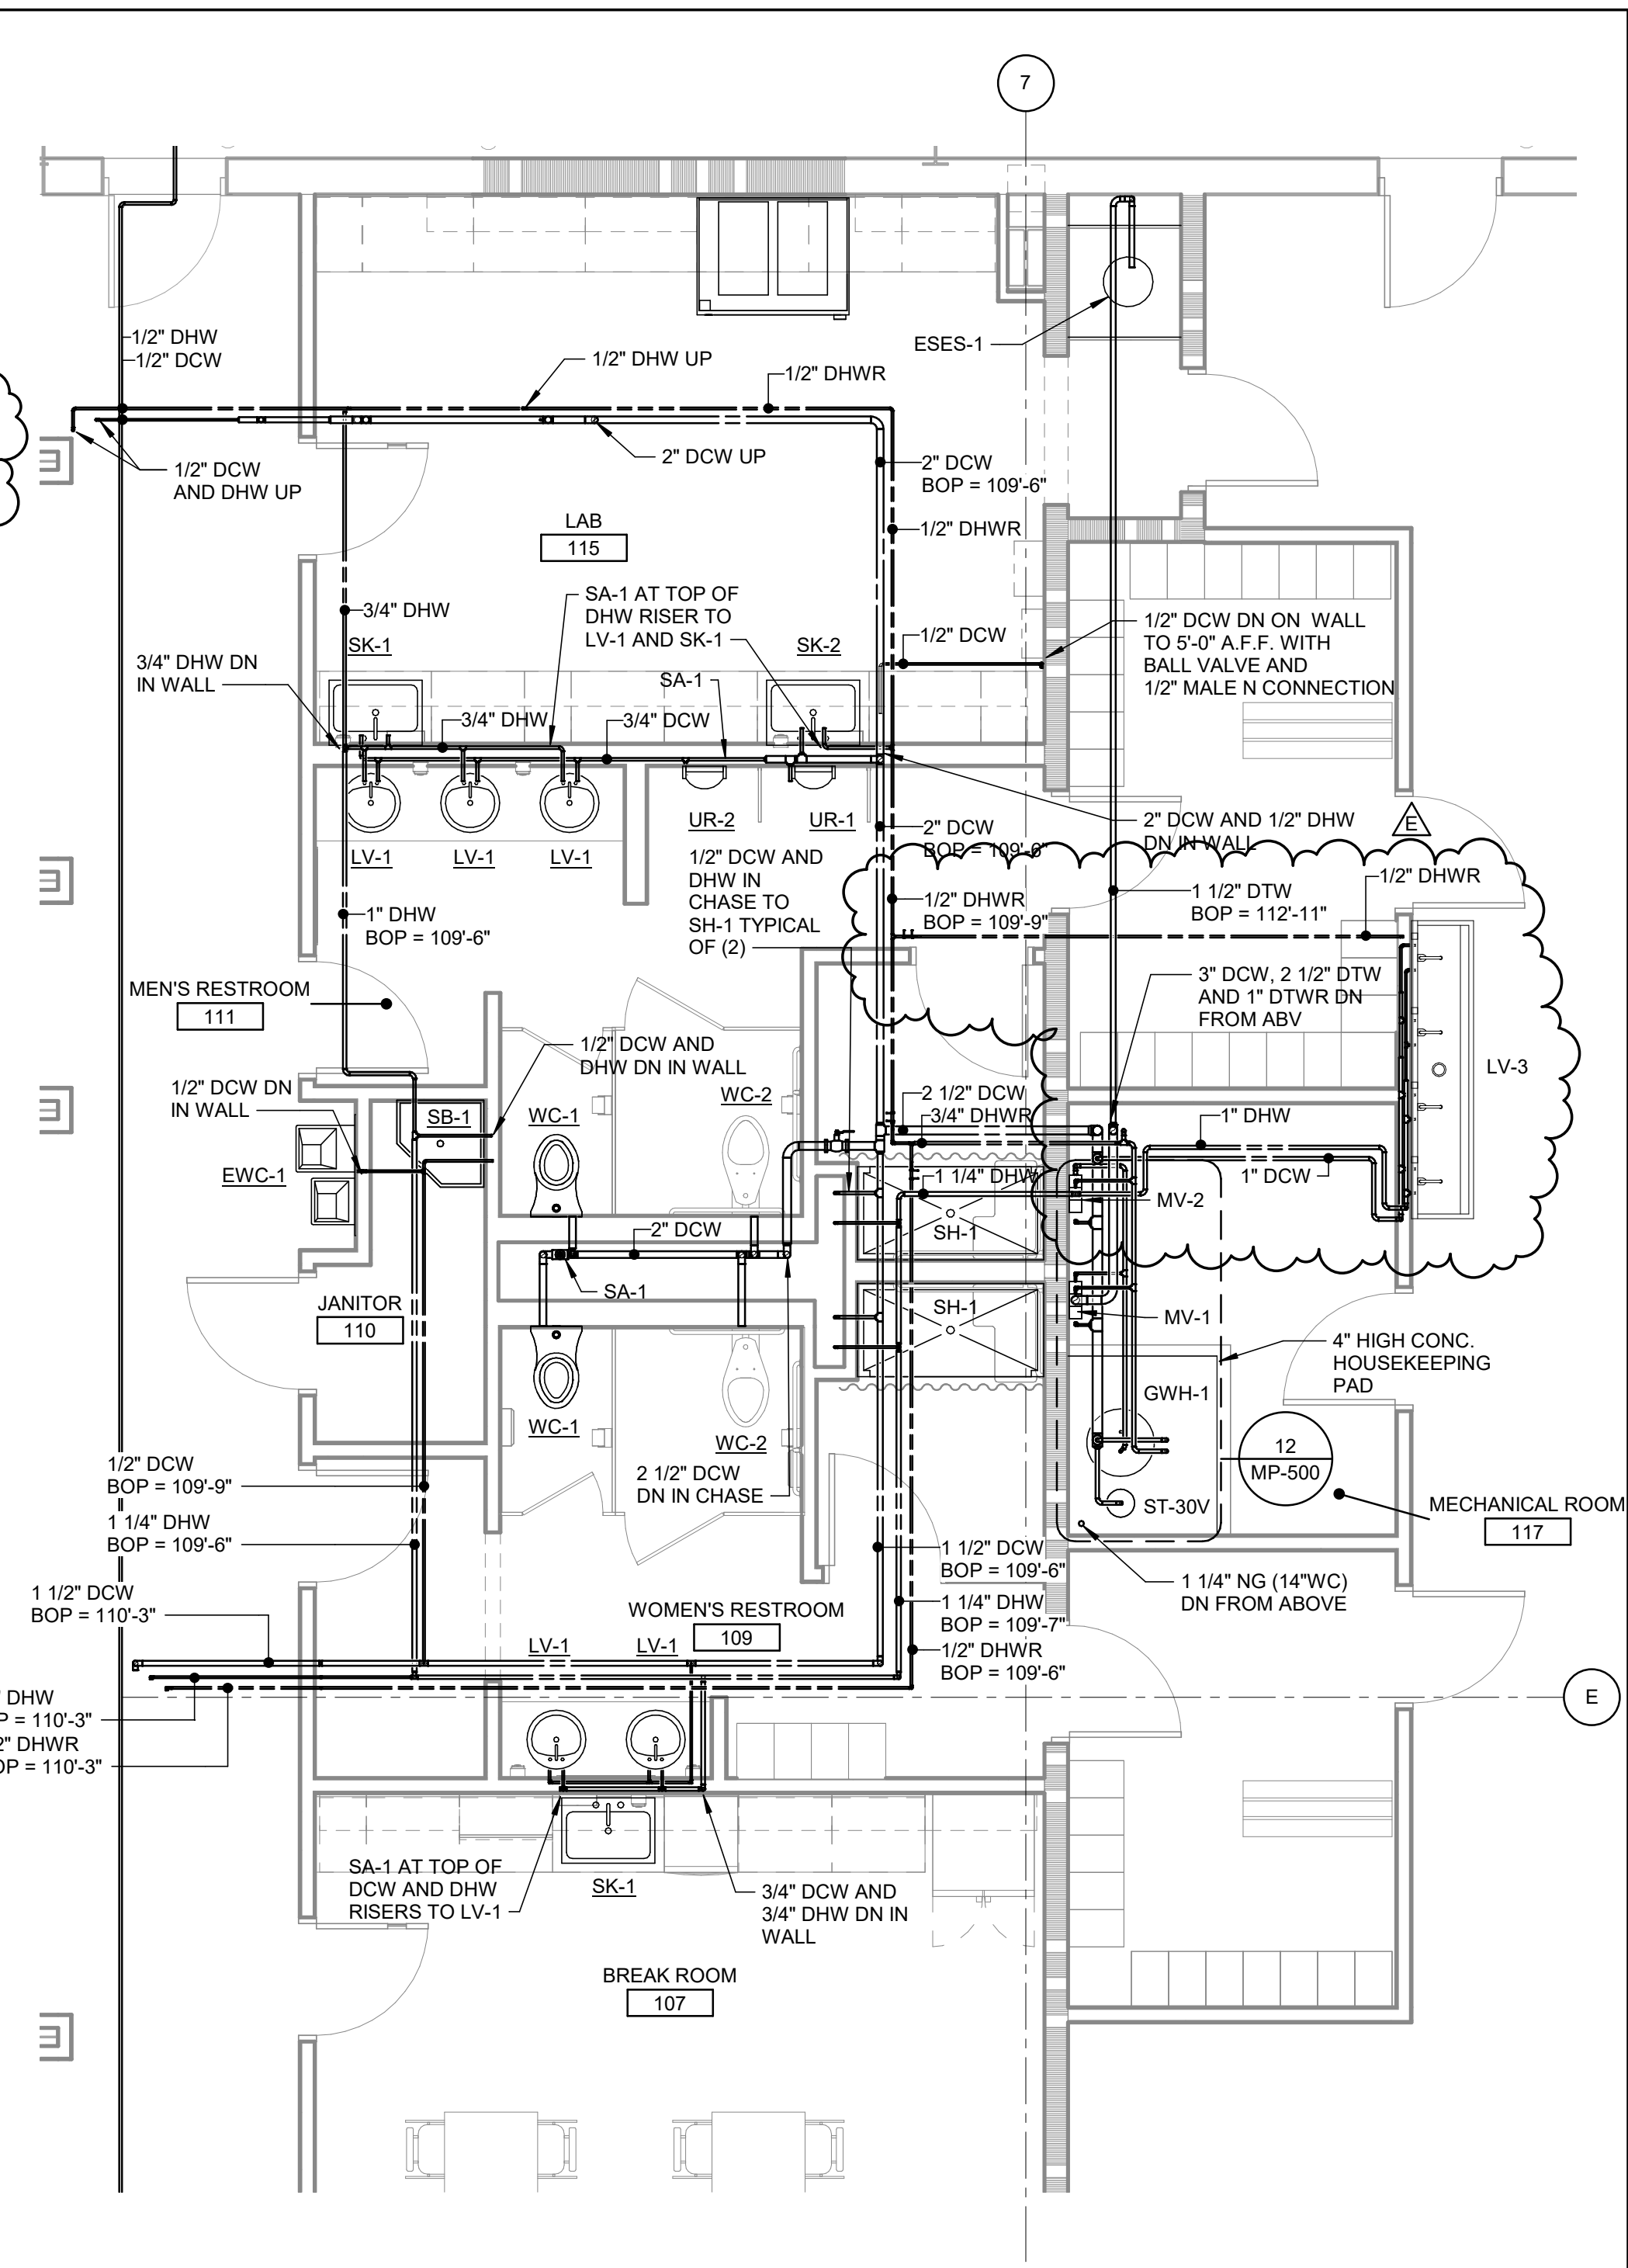 7
1/2" DHW
1/2" DCW
1/2" DHW UP
1/2" DHWR
ESES-1
2" DCW UP
1/2" DCW
AND DHW UP
2" DCW
BOP = 109'-6"
1/2" DHWR
LAB
115
3/4" DHW
SA-1 AT TOP OF
DHW RISER TO
LV-1 AND SK-1
1/2" DCW
1/2" DCW DN ON WALL
TO 5'-0" A.F.F. WITH
BALL VALVE AND
1/2" MALE N CONNECTION
SK-1
SK-2
3/4" DHW DN
IN WALL
SA-1
3/4" DHW
3/4" DCW
UR-2
UR-1
LV-1
LV-1
LV-1
2" DCW
BOP = 109'-6"
2" DCW AND 1/2" DHW
DN IN WALL
E
1/2" DCW AND
DHW IN
CHASE TO
SH-1 TYPICAL
OF (2)
1/2" DHWR
BOP = 109'-9"
1 1/2" DTW
BOP = 112'-11"
1/2" DHWR
1" DHW
BOP = 109'-6"
MEN'S RESTROOM
111
3" DCW, 2 1/2" DTW
AND 1" DTWR DN
FROM ABV
LV-3
1/2" DCW AND
DHW DN IN WALL
1/2" DCW DN
IN WALL
SB-1
WC-1
WC-2
2 1/2" DCW
3/4" DHWR
1" DHW
1" DCW
EWC-1
1 1/4" DHW
MV-2
2" DCW
SH-1
SA-1
SH-1
MV-1
JANITOR
110
4" HIGH CONC.
HOUSEKEEPING
PAD
GWH-1
WC-1
WC-2
12
MP-500
1/2" DCW
BOP = 109'-9"
2 1/2" DCW
DN IN CHASE
ST-30V
MECHANICAL ROOM
117
1 1/4" DHW
BOP = 109'-6"
1 1/2" DCW
BOP = 109'-6"
1 1/4" NG (14"WC)
DN FROM ABOVE
1 1/2" DCW
BOP = 110'-3"
WOMEN'S RESTROOM
109
1 1/4" DHW
BOP = 109'-7"
LV-1
LV-1
1/2" DHWR
BOP = 109'-6"
" DHW
P = 110'-3"
2" DHWR
OP = 110'-3"
E
SA-1 AT TOP OF
DCW AND DHW
RISERS TO LV-1
SK-1
3/4" DCW AND
3/4" DHW DN IN
WALL
BREAK ROOM
107